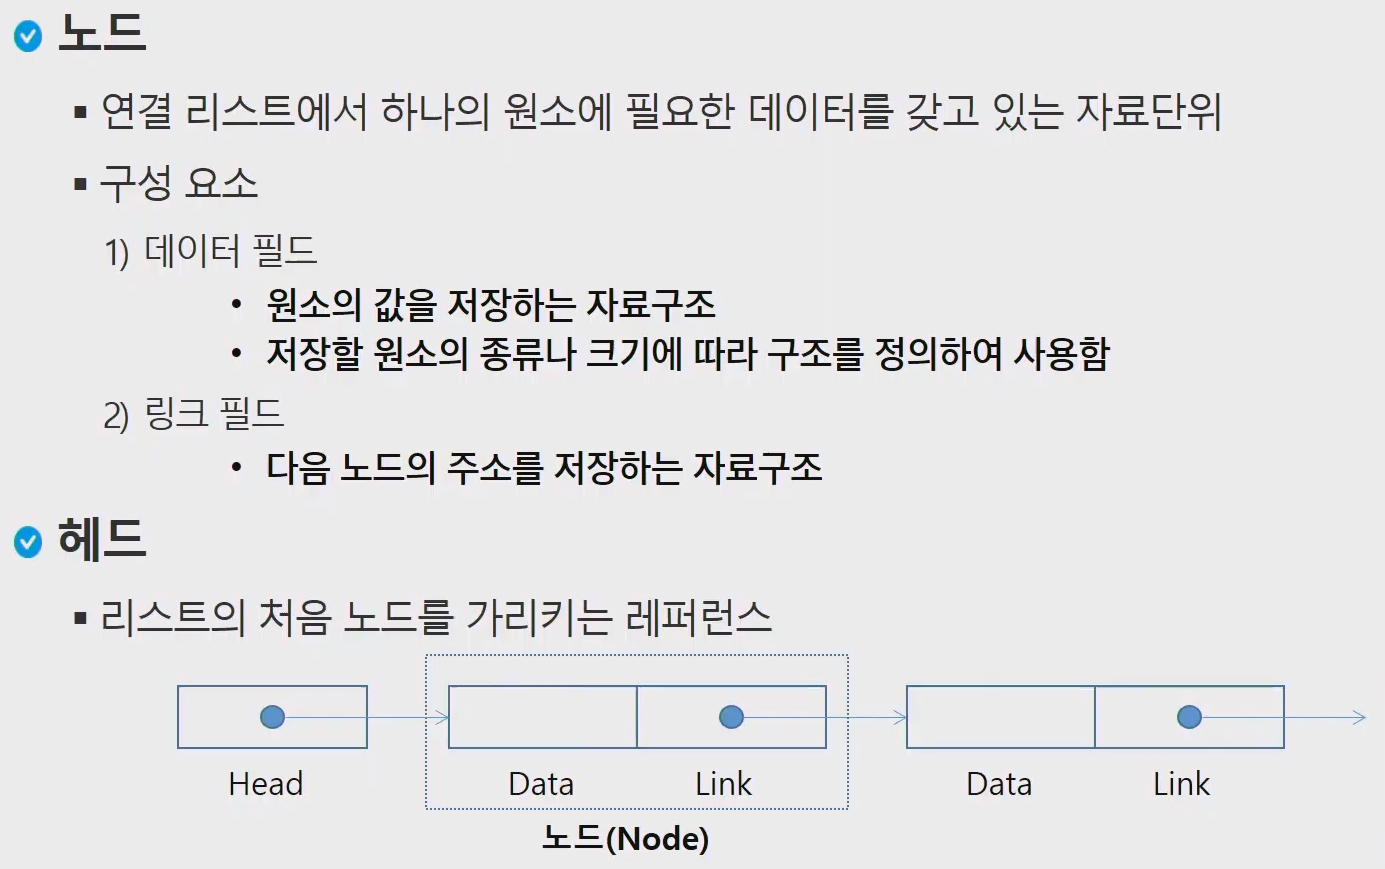 노드
▪ 연결 리스트에서 하나의 원소에 필요한 데이터를 갖고 있는 자료단위
▪ 구성 요소
1) 데이터 필드
• 원소의 값을 저장하는 자료구조
• 저장할 원소의 종류나 크기에 따라 구조를 정의하여 사용함
2) 링크 필드
• 다음 노드의 주소를 저장하는 자료구조
헤드
▪ 리스트의 처음 노드를 가리키는 레퍼런스
Head Data Link Data Link
노드(Node)